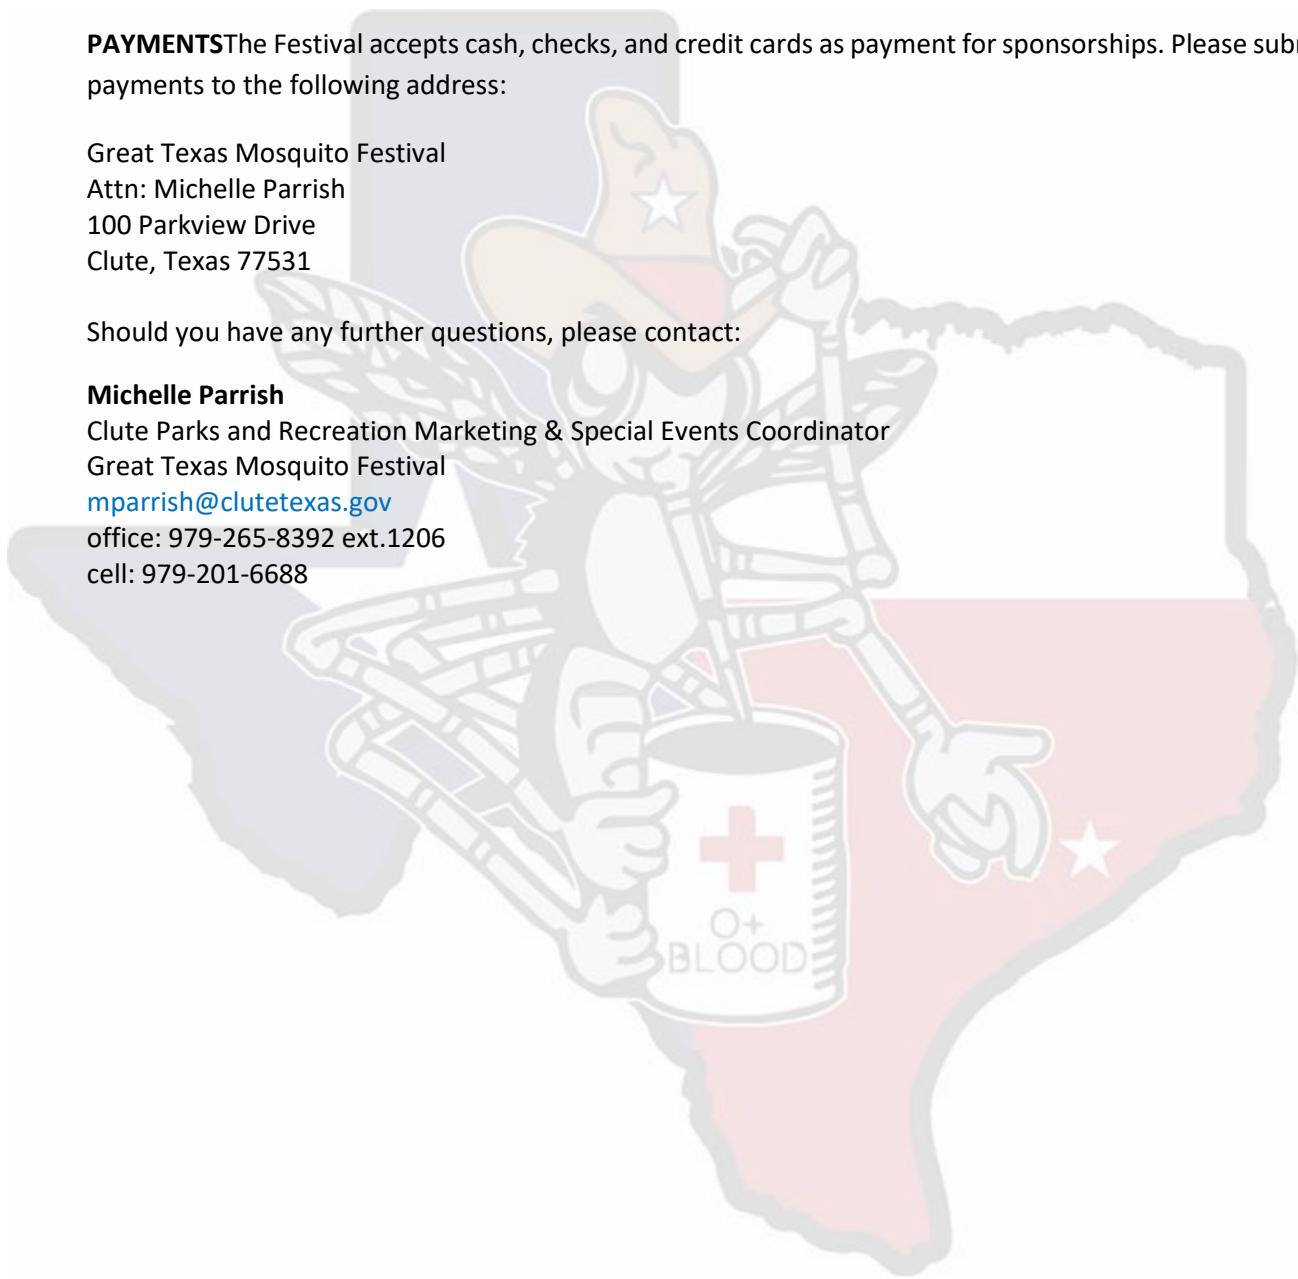 PAYMENTSThe Festival accepts cash, checks, and credit cards as payment for sponsorships. Please
payments to the following address:
Great Texas Mosquito Festival
Attn: Michelle Parrish
100 Parkview Drive
Clute, Texas 77531
Should you have any further questions, please contact:
Michelle Parrish
Clute Parks and Recreation Marketing & Special Events Coordinator
Great Texas Mosquito Festival
mparrish@clutetexas.gov
office: 979-265-8392 ext.1206
cell: 979-201-6688
O+
BLOOD